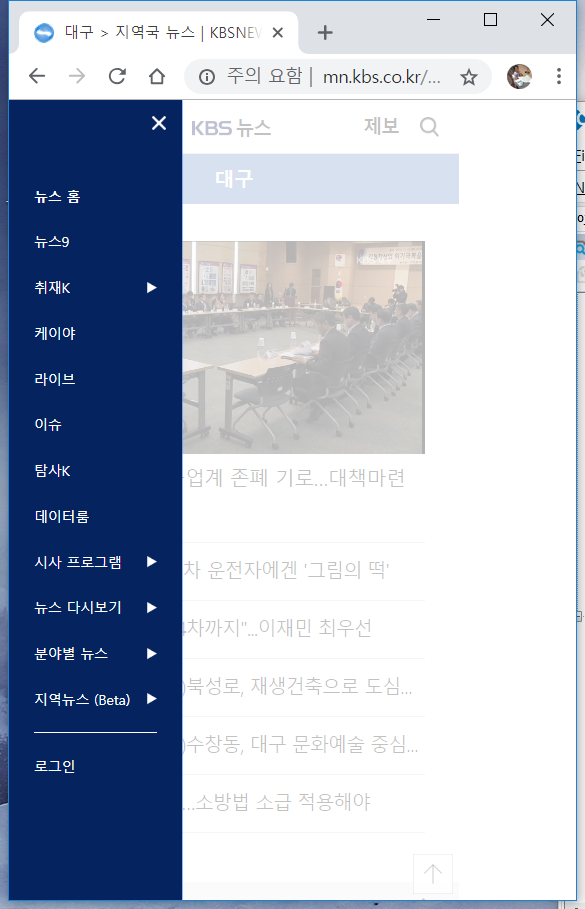 대구 > 지역국 뉴스 | KBSNEW
주의 요함 | mn.kbs.co.kr/...
KBS 뉴스
제보
대구
뉴스 홈
뉴스9
취재K
케이야
라이브
이슈
탐사K
데이터룸
시사 프로그램
뉴스 다시보기
분야별 뉴스
지역뉴스 (Beta)
로그인
업계 존폐 기로...대책마련
차 운전자에겐 '그림의 떡'
4차까지"...이재민 최우선
)북성로, 재생건축으로 도심...
)수창동, 대구 문화예술 중심...
...소방법 소급 적용해야